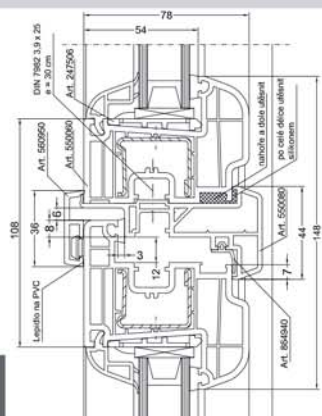 78
54
DIN 7982 3,9 x 25
e = 30 cm
Art. 247506
Art. 550060
Art. 560950
108
36
8
6
Lepidlo na PVC
3
12
nahoře a dole utěsnit
po celé délce utěsnit
silikonem
Art. 550080
44
148
7
Art. 864940